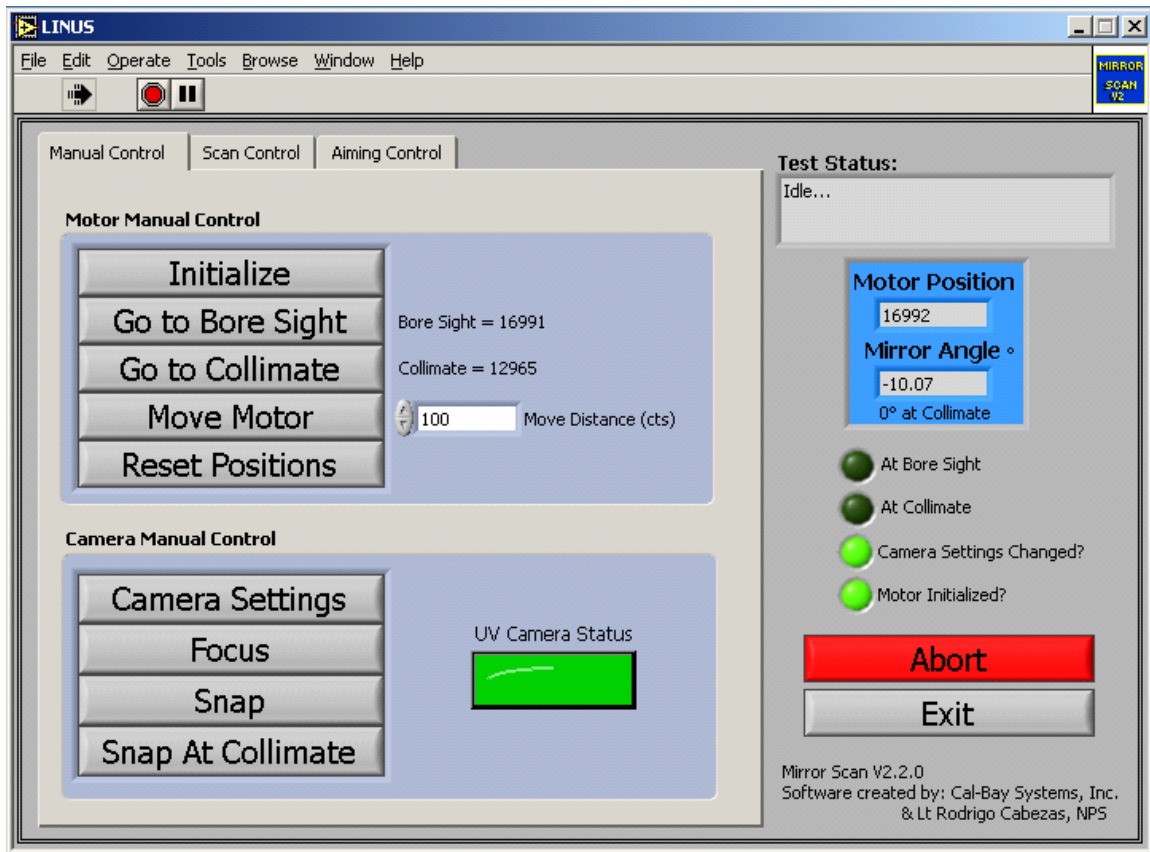 LINUS
File Edit Operate Tools Browse Window Help
MIRROR
SCAN
V2
Manual Control
Scan Control
Aiming Control
Motor Manual Control
Initialize
Go to Bore Sight
Bore Sight = 16991
Go to Collimate
Collimate = 12965
Move Motor
100
Move Distance (cts)
Reset Positions
Camera Manual Control
Camera Settings
Focus
Snap
Snap At Collimate
UV Camera Status
Test Status:
Idle...
Motor Position
16992
Mirror Angle °
-10.07
0° at Collimate
At Bore Sight
At Collimate
Camera Settings Changed?
Motor Initialized?
Abort
Exit
Mirror Scan V2.2.0
Software created by: Cal-Bay Systems, Inc.
& Lt Rodrigo Cabezas, NPS